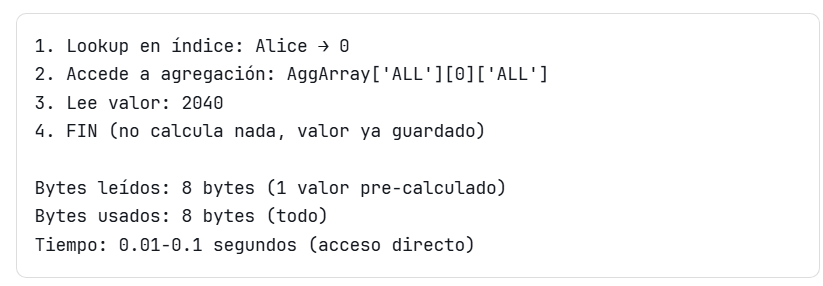 1. Lookup en índice: Alice → 0
2. Accede a agregación: AggArray['ALL'][0]['ALL']
3. Lee valor: 2040
4. FIN (no calcula nada, valor ya guardado)
Bytes leídos: 8 bytes (1 valor pre-calculado)
Bytes usados: 8 bytes (todo)
Tiempo: 0.01-0.1 segundos (acceso directo)